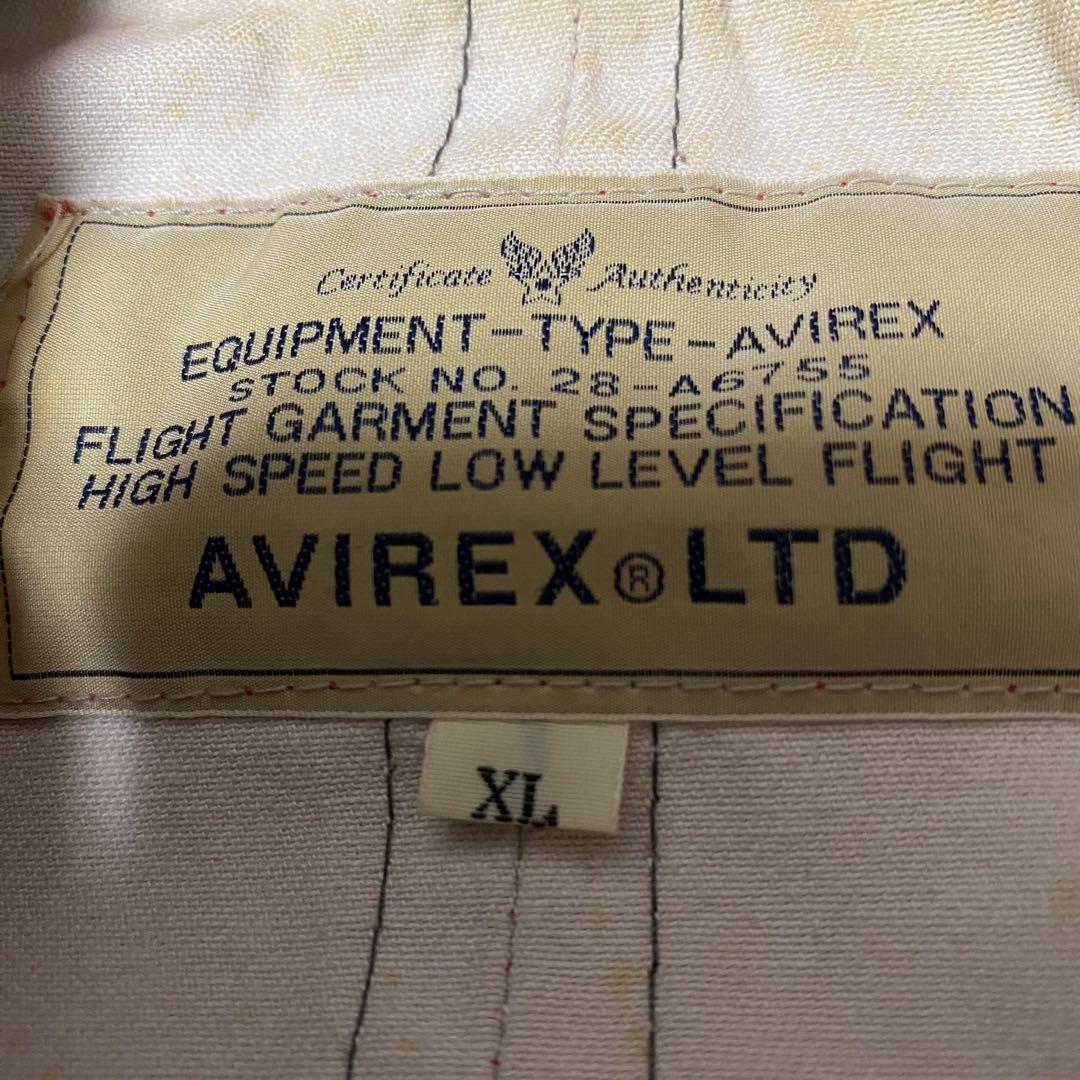 Certificate Authenticity
EQUIPMENT-TYPE-AVIREX
STOCK NO. 28-A6755
FLIGHT GARMENT SPECIFICATION
HIGH SPEED LOW LEVEL FLIGHT
AVIREX® LTD
XL